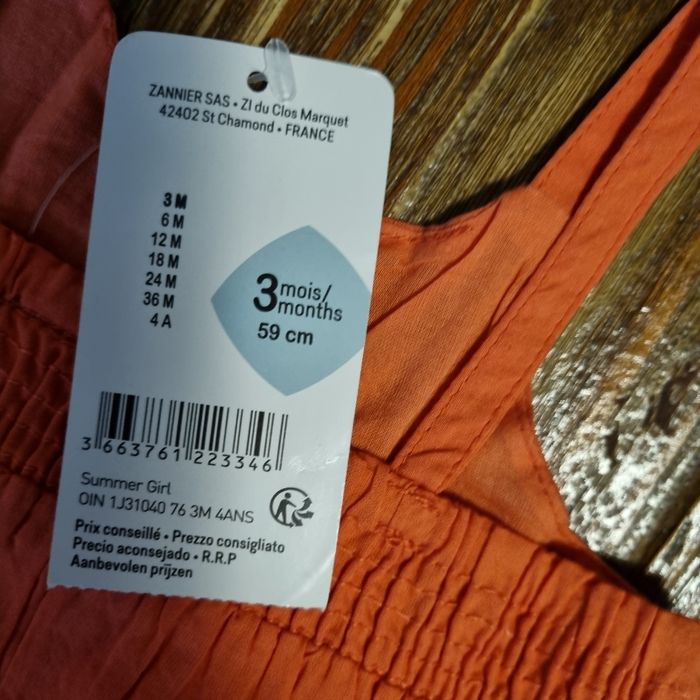 ZANNIER SAS • ZI du Clos Marquet
42402 St Chamond • FRANCE
3 M
6 M
12 M
18 M
24 M
36 M
4 A
3 mois/
months
59 cm
3 663761 223346
Summer Girl
OIN 1J31040 76 3M 4ANS
Prix conseillé • Prezzo consigliato
Precio aconsejado • R.R.P
Aanbevolen prijzen